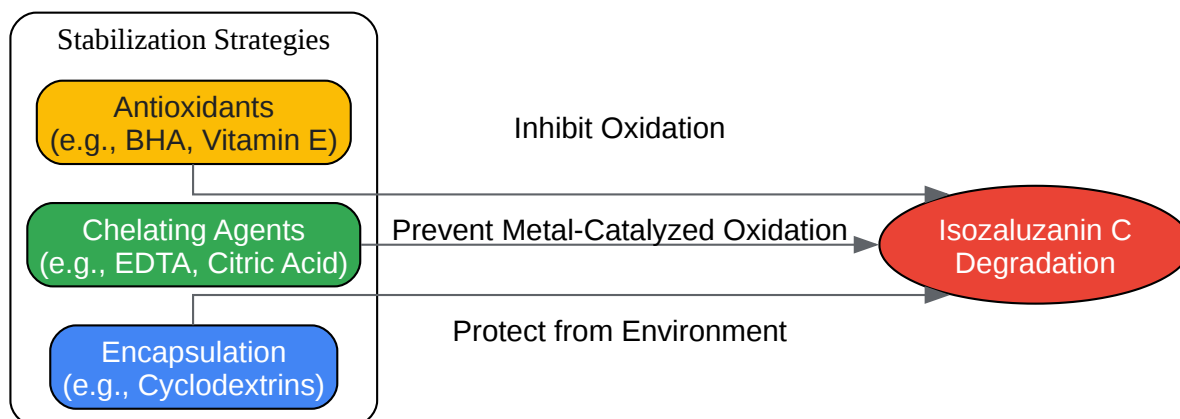 Stabilization Strategies
Antioxidants
(e.g., BHA, Vitamin E)
Inhibit Oxidation
Chelating Agents
(e.g., EDTA, Citric Acid)
Prevent Metal-Catalyzed Oxidation
Isozaluzanin C
Degradation
Protect from Environment
Encapsulation
(e.g., Cyclodextrins)